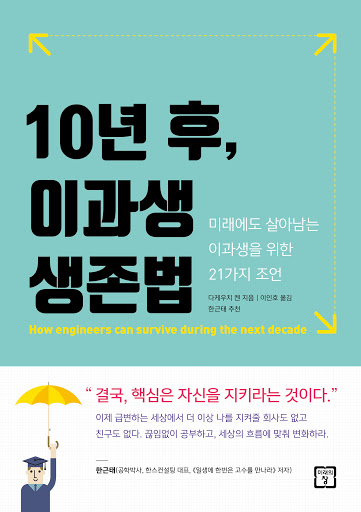 10년 후,
이과생
생존법
미래에도 살아남는
이과생을 위한
21가지 조언
다케우치 켄 지음 | 이인호 옮김
한근태 추천
How engineers can survive during the next decade
“ 결국, 핵심은 자신을 지키라는 것이다.”
이제 급변하는 세상에서 더 이상 나를 지켜줄 회사도 없고
친구도 없다. 끊임없이 공부하고, 세상의 흐름에 맞춰 변화하라.
한근태(공학박사, 한스컨설팅 대표, 《일생에 한번은 고수를 만나라》 저자)
미래의
창